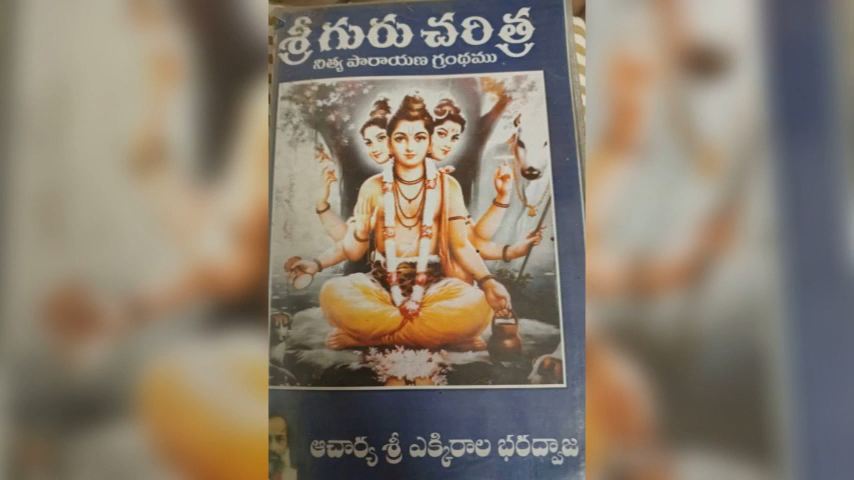 శ్రీ గురు చరిత్ర
నిత్య పారాయణ గ్రంథము
ఆచార్య శ్రీ ఎక్కిరాల భరద్వాజ